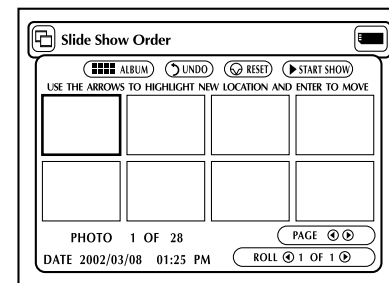 Slide Show Order
ALBUM UNDO RESET START SHOW
USE THE ARROWS TO HIGHLIGHT NEW LOCATION AND ENTER TO MOVE
PHOTO 1 OF 28
PAGE
DATE 2002/03/08 01:25 PM
ROLL 1 OF 1